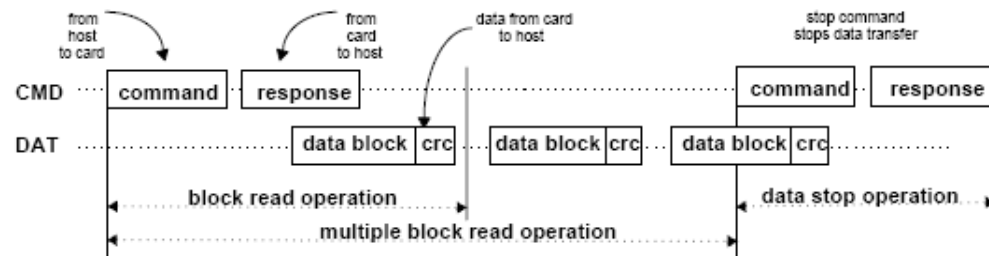 from
host
to card
from
card
to host
data from card
to host
stop command
stops data transfer
CMD
command
response
command
response
DAT
data block
crc
data block
crc
data block
crc
block read operation
data stop operation
multiple block read operation